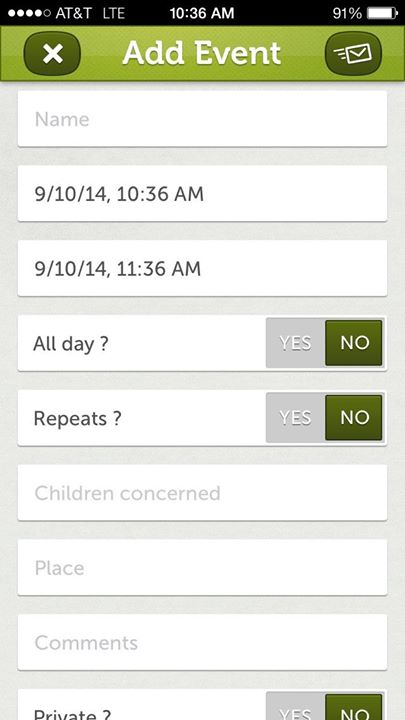 AT&T LTE 10:36 AM 91%
Add Event
Name
9/10/14, 10:36 AM
9/10/14, 11:36 AM
All day ? YES NO
Repeats ? YES NO
Children concerned
Place
Comments
Private ? YES NO